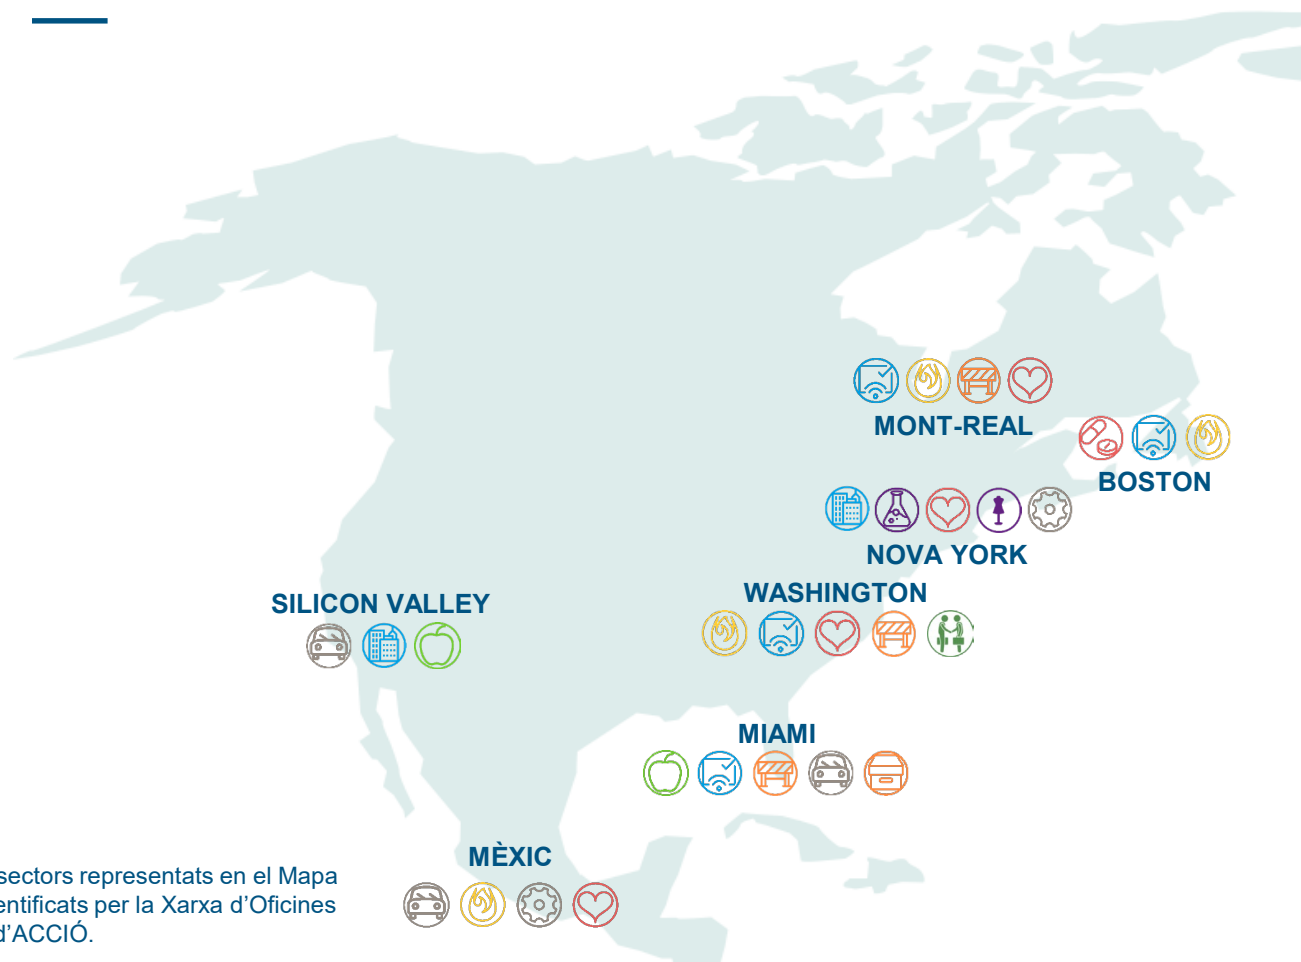 MONT-REAL
BOSTON
NOVA YORK
WASHINGTON
SILICON VALLEY
MIAMI
MÈXIC
sectors representats en el Mapa
per la Xarxa d’Oficines
d’ACCIÓ.